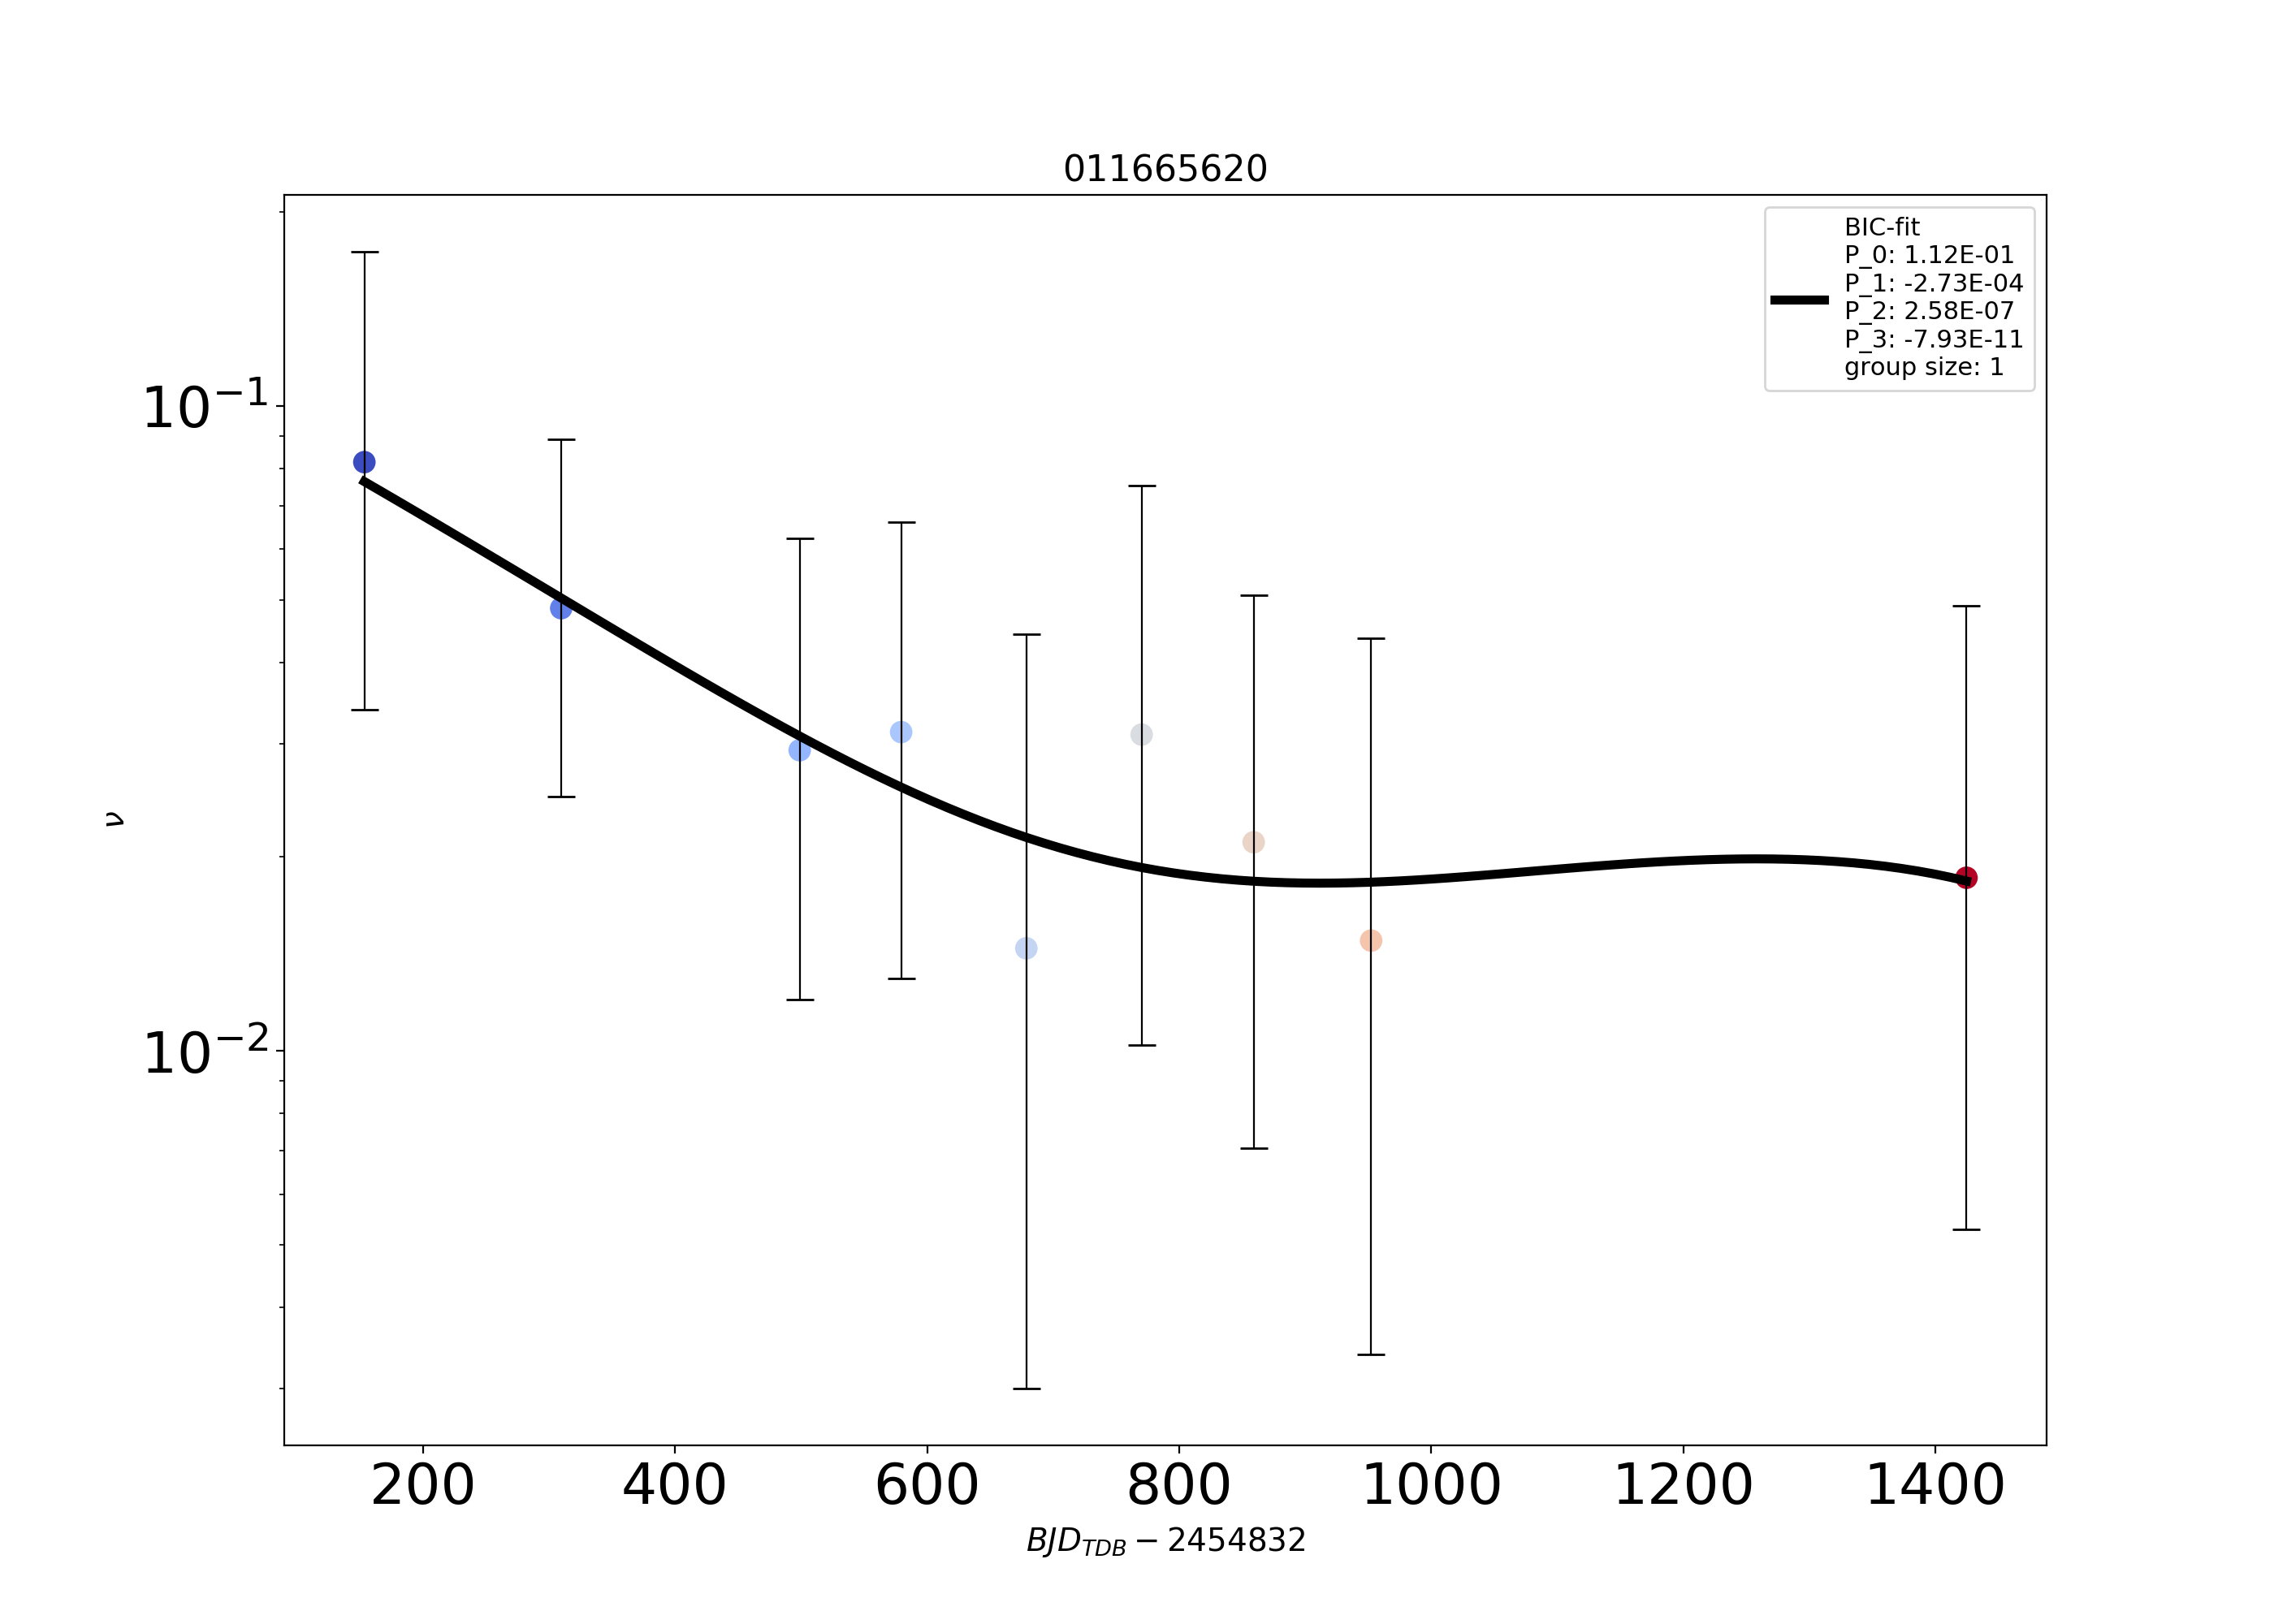 011665620
BIC-fit
P_0: 1.12E-01
P_1: -2.73E-04
P_2: 2.58E-07
P_3: -7.93E-11
group size: 1
10⁻¹
10⁻²
ν
200 400 600 800 1000 1200 1400
BJD_TDB − 2454832